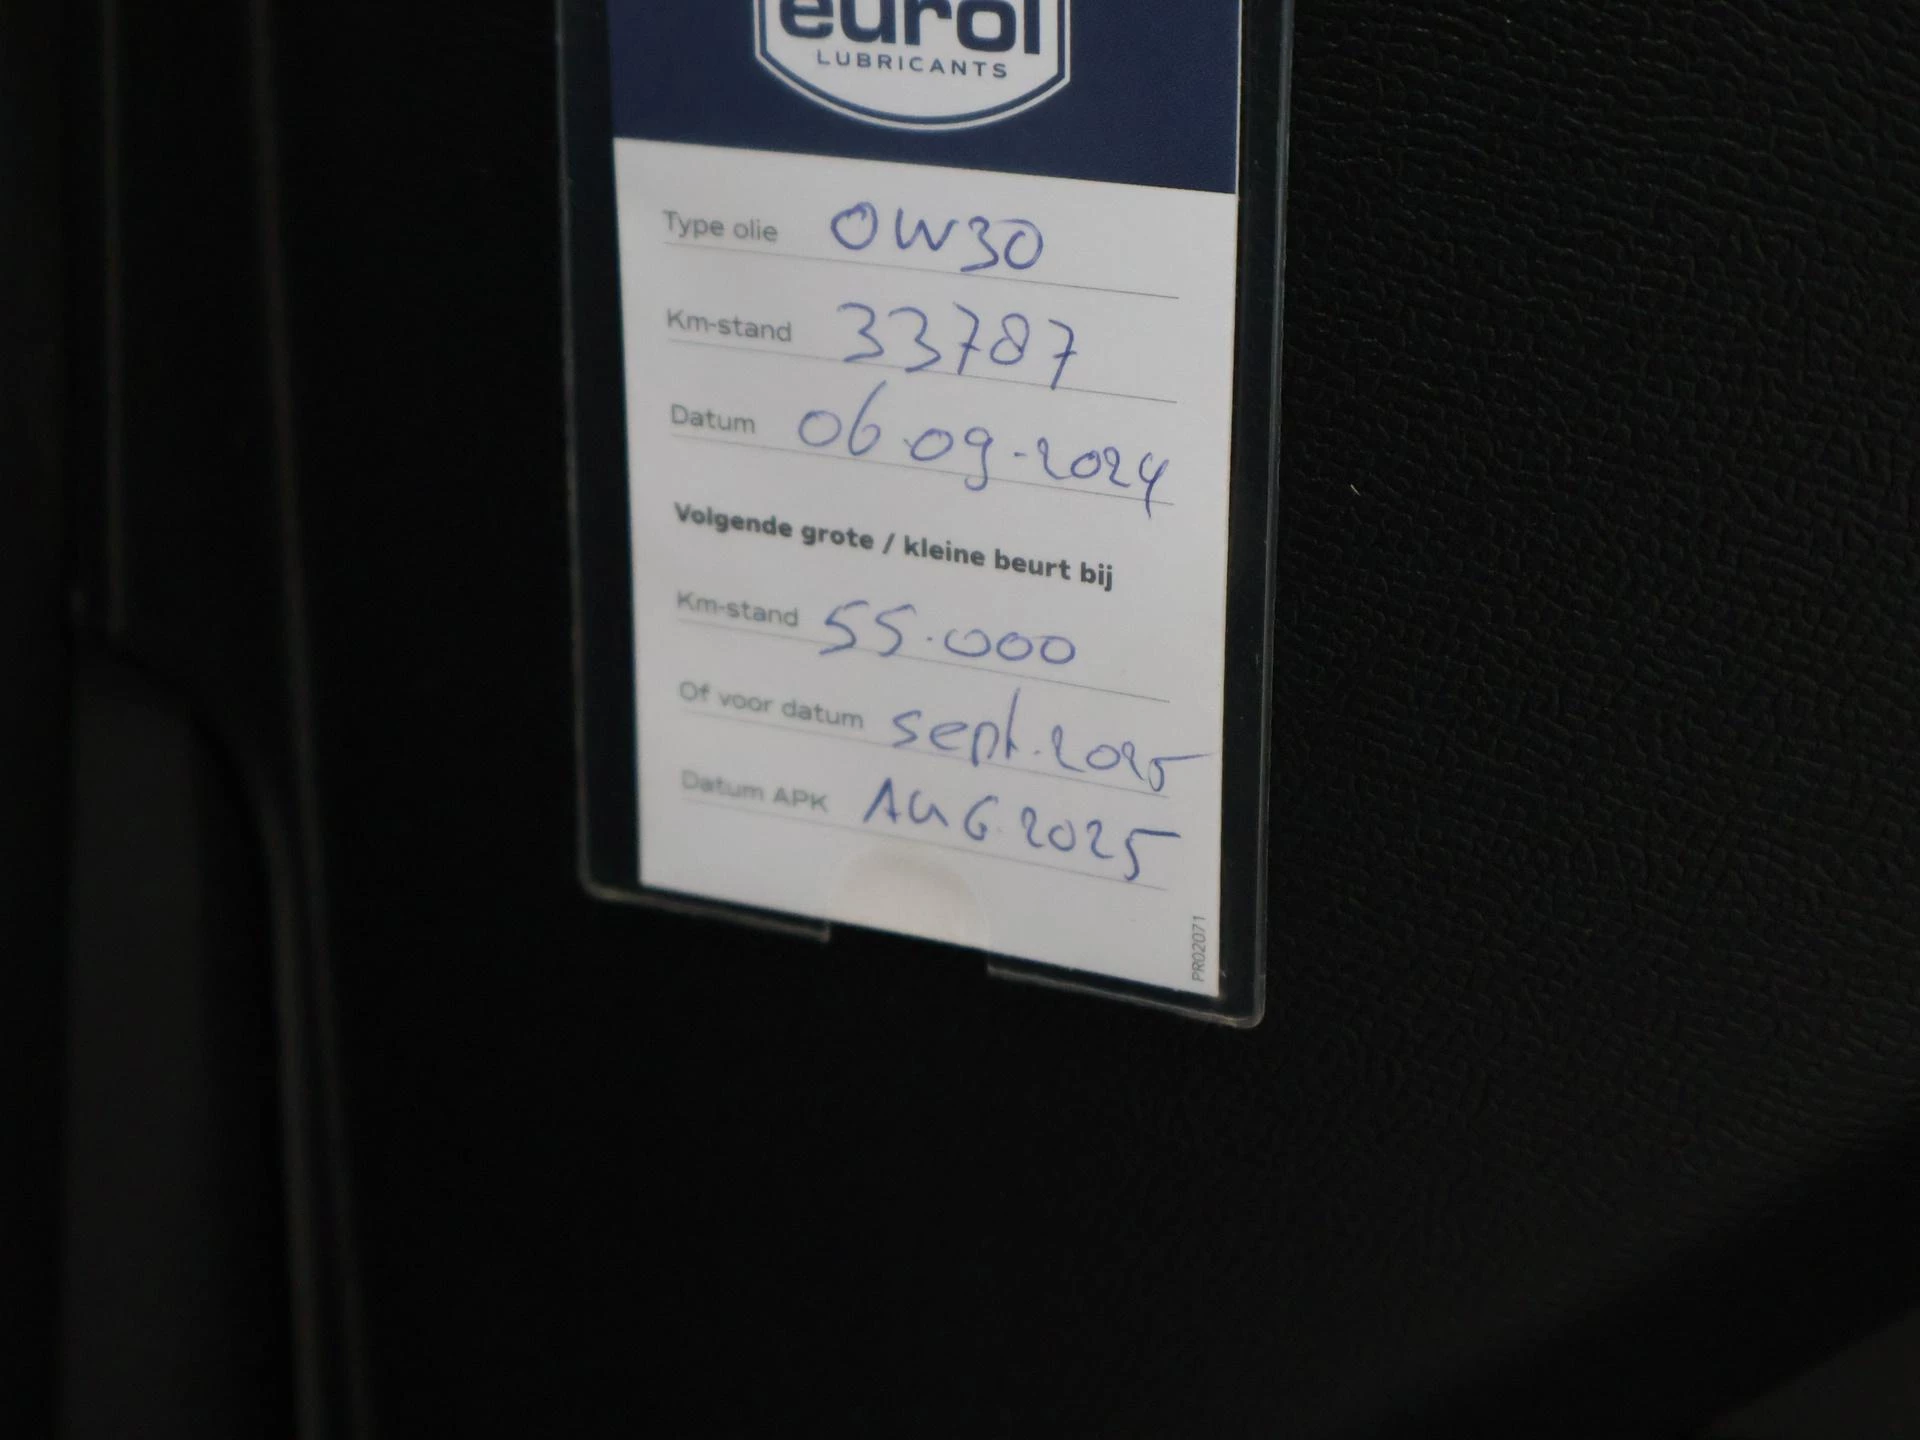 eurol
LUBRICANTS
Type olie 0W30
Km-stand 33787
Datum 06-09-2024
Volgende grote / kleine beurt bij
Km-stand 55.000
Of voor datum sept. 2025
Datum APK AUG. 2025
PR02071